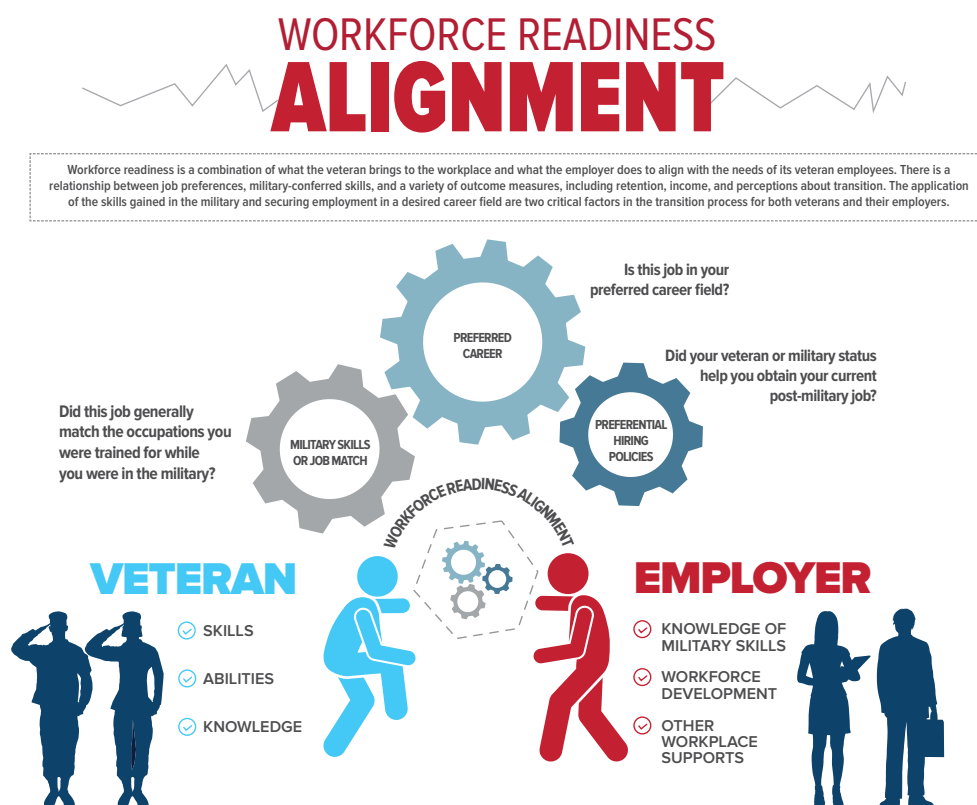 WORKFORCE READINESS
ALIGNMENT
Workforce readiness is a combination of what the veteran brings to the workplace and what the employer does to align with the needs of its veteran employees. There is a
relationship between job preferences, military-conferred skills, and a variety of outcome measures, including retention, income, and perceptions about transition. The application
of the skills gained in the military and securing employment in a desired career field are two critical factors in the transition process for both veterans and their employers.
Is this job in your
preferred career field?
PREFERRED
CAREER
Did your veteran or military status
help you obtain your current
post-military job?
PREFERENTIAL
HIRING
POLICIES
Did this job generally
match the occupations you
were trained for while
you were in the military?
MILITARY SKILLS
OR JOB MATCH
WORKFORCE READINESS ALIGNMENT
VETERAN
SKILLS
ABILITIES
KNOWLEDGE
EMPLOYER
KNOWLEDGE OF
MILITARY SKILLS
WORKFORCE
DEVELOPMENT
OTHER
WORKPLACE
SUPPORTS